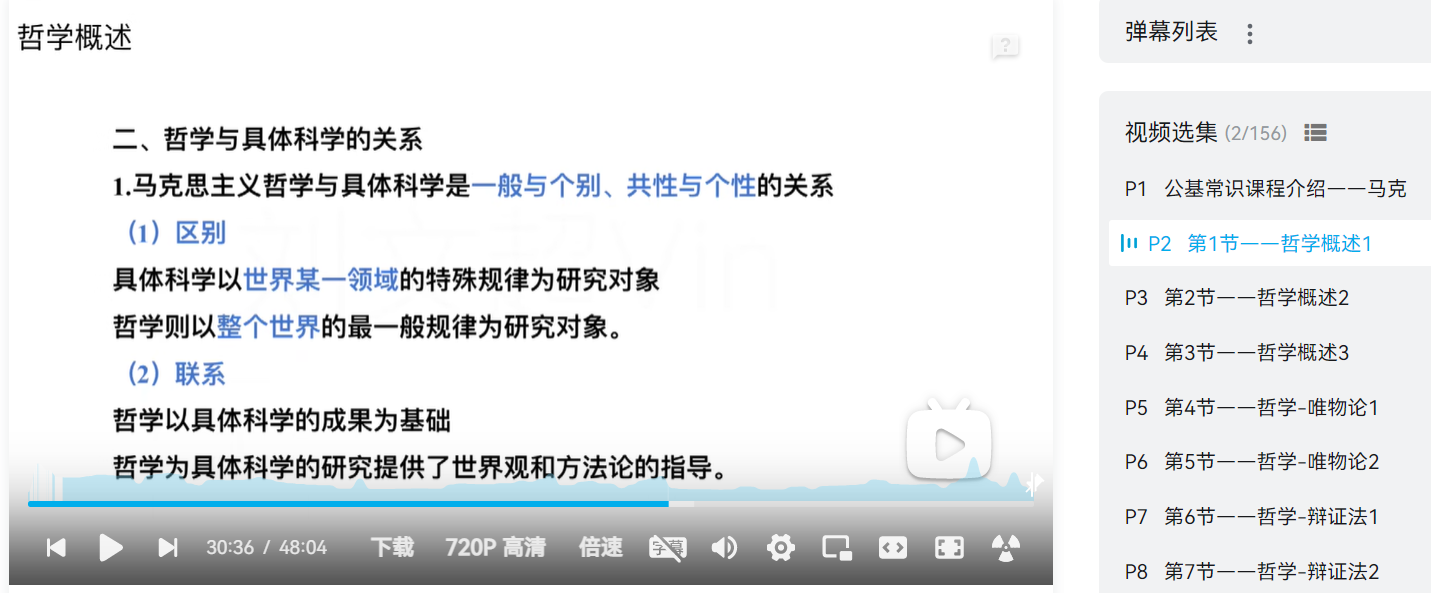 哲学概述
二、哲学与具体科学的关系
1.马克思主义哲学与具体科学是一般与个别、共性与个性的关系
（1）区别
具体科学以世界某一领域的特殊规律为研究对象
哲学则以整个世界的最一般规律为研究对象。
（2）联系
哲学以具体科学的成果为基础
哲学为具体科学的研究提供了世界观和方法论的指导。
30:36 / 48:04 下载 720P 高清 倍速 字幕
弹幕列表
视频选集 (2/156)
P1 公基常识课程介绍——马克
P2 第1节——哲学概述1
P3 第2节——哲学概述2
P4 第3节——哲学概述3
P5 第4节——哲学-唯物论1
P6 第5节——哲学-唯物论2
P7 第6节——哲学-辩证法1
P8 第7节——哲学-辩证法2